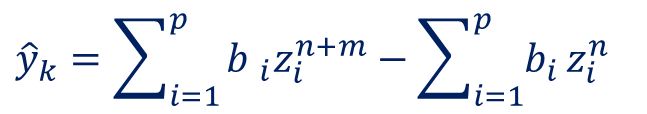 ŷ_k = ∑_{i=1}^{p} b_i z_i^{n+m} − ∑_{i=1}^{p} b_i z_i^n